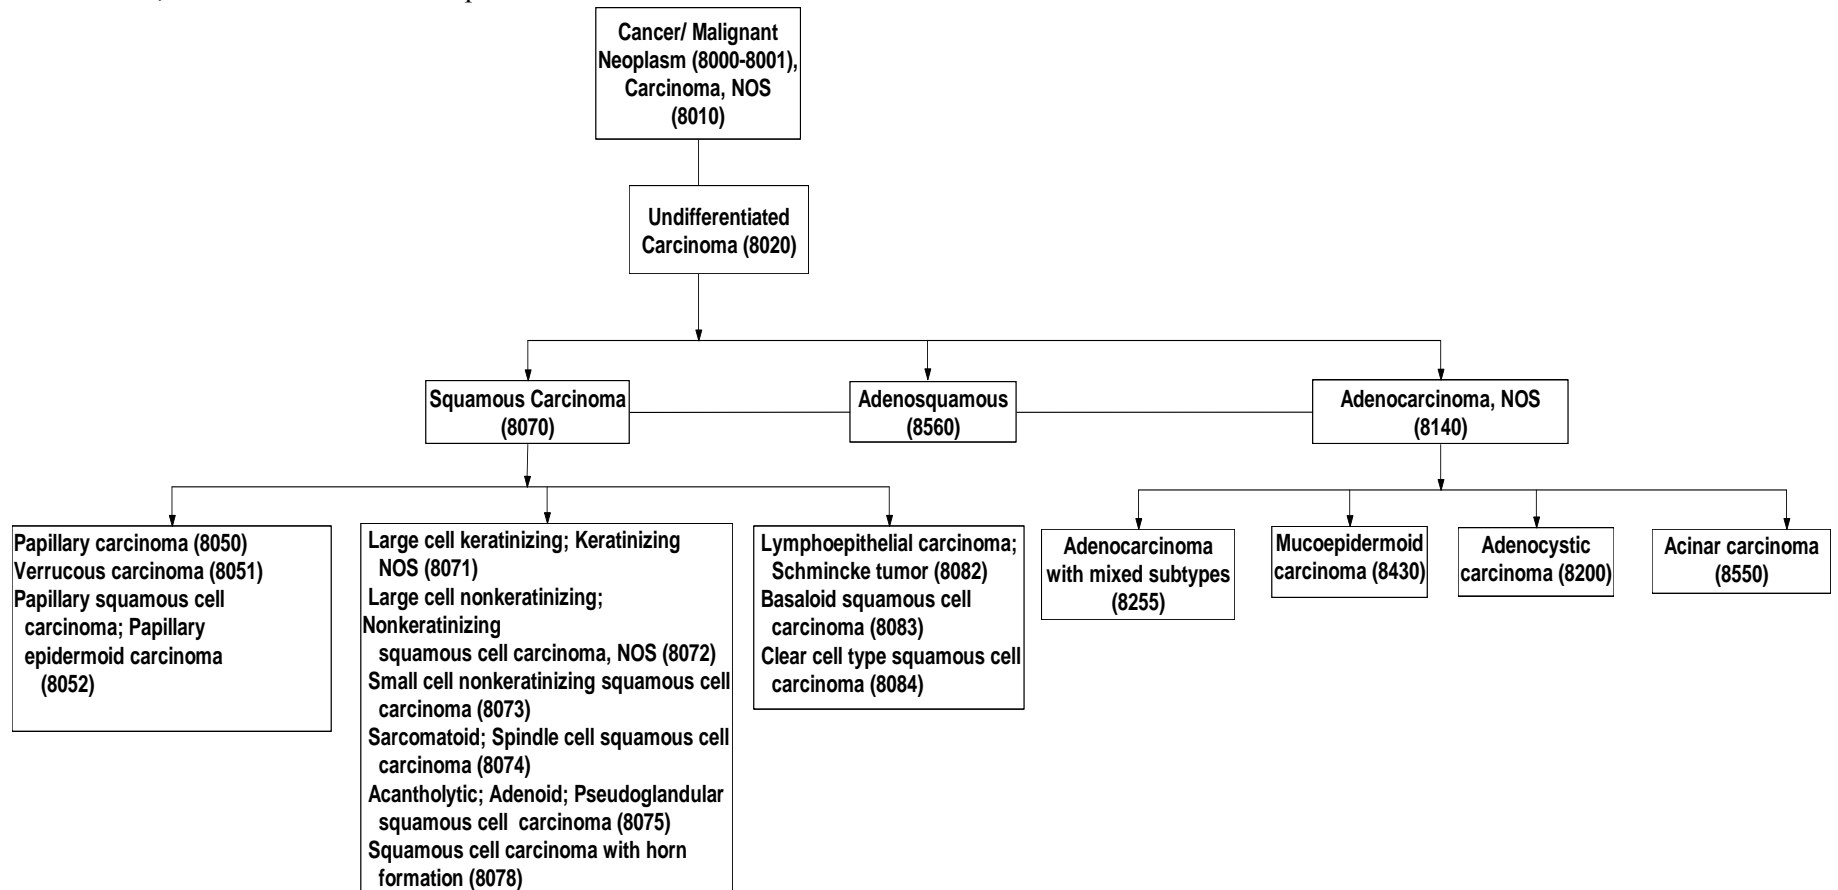 Cancer/ Malignant
Neoplasm (8000-8001),
Carcinoma, NOS
(8010)
Undifferentiated
Carcinoma (8020)
Squamous Carcinoma
(8070)
Adenosquamous
(8560)
Adenocarcinoma, NOS
(8140)
Papillary carcinoma (8050)
Verrucous carcinoma (8051)
Papillary squamous cell
carcinoma; Papillary
epidermoid carcinoma
(8052)
Large cell keratinizing; Keratinizing
NOS (8071)
Large cell nonkeratinizing;
Nonkeratinizing
squamous cell carcinoma, NOS (8072)
Small cell nonkeratinizing squamous cell
carcinoma (8073)
Sarcomatoid; Spindle cell squamous cell
carcinoma (8074)
Acantholytic; Adenoid; Pseudoglandular
squamous cell carcinoma (8075)
Squamous cell carcinoma with horn
formation (8078)
Lymphoepithelial carcinoma;
Schmincke tumor (8082)
Basaloid squamous cell
carcinoma (8083)
Clear cell type squamous cell
carcinoma (8084)
Adenocarcinoma
with mixed subtypes
(8255)
Mucoepidermoid
carcinoma (8430)
Adenocystic
carcinoma (8200)
Acinar carcinoma
(8550)